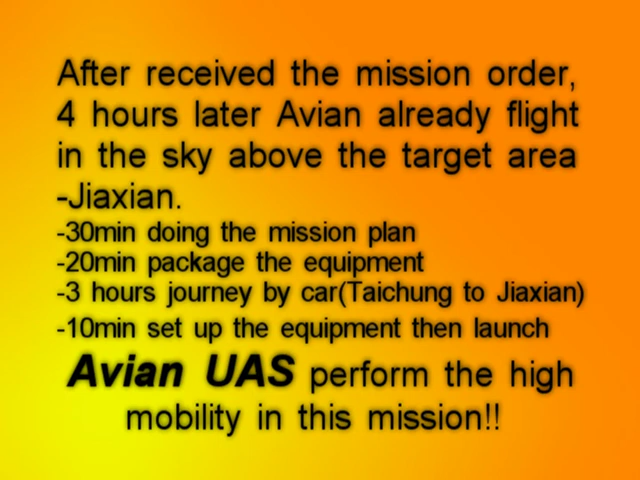 After received the mission order,
4 hours later Avian already flight
in the sky above the target area
-Jiaxian.
-30min doing the mission plan
-20min package the equipment
-3 hours journey by car(Taichung to Jiaxian)
-10min set up the equipment then launch
Avian UAS perform the high
mobility in this mission!!